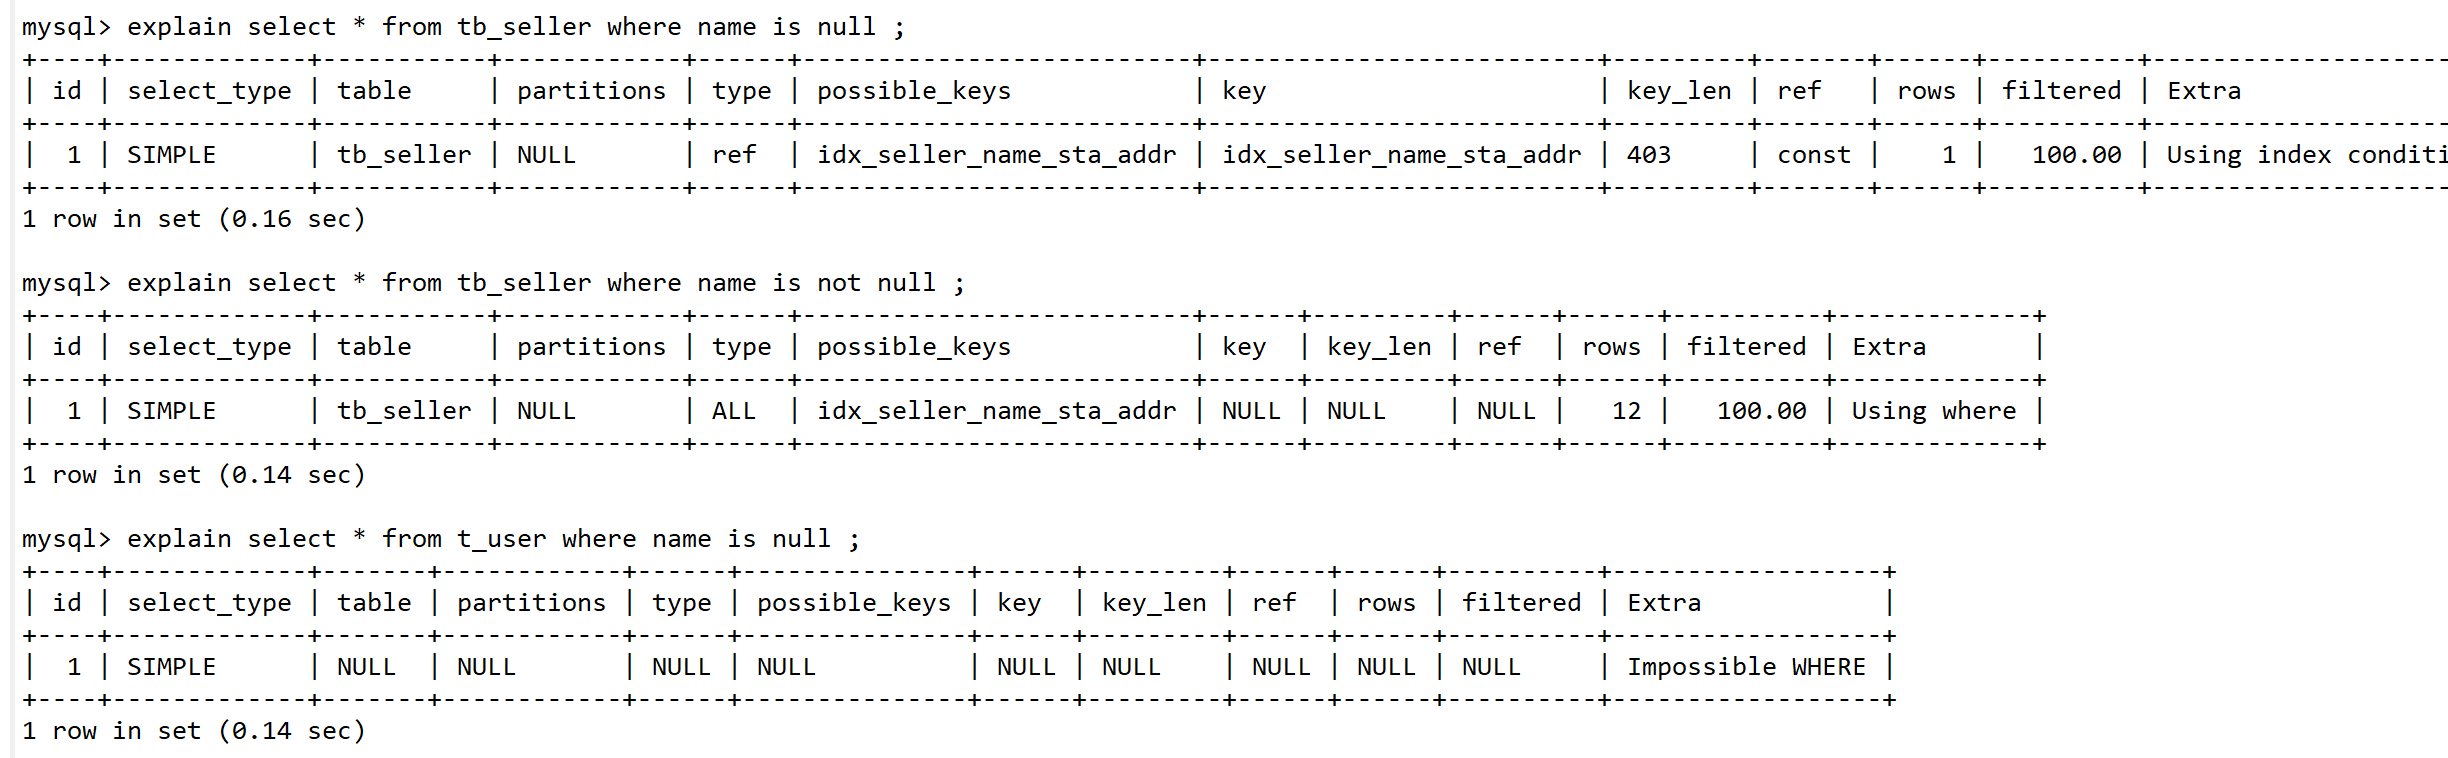 mysql> explain select * from tb_seller where name is null ;
+----+-------------+-----------+------------+------+-------------------------+-------------------------+---------+-------+------+----------+--------------------
| id | select_type | table     | partitions | type | possible_keys           | key                     | key_len | ref   | rows | filtered | Extra
+----+-------------+-----------+------------+------+-------------------------+-------------------------+---------+-------+------+----------+--------------------
|  1 | SIMPLE      | tb_seller | NULL       | ref  | idx_seller_name_sta_addr | idx_seller_name_sta_addr | 403     | const |    1 |   100.00 | Using index conditi
+----+-------------+-----------+------------+------+-------------------------+-------------------------+---------+-------+------+----------+--------------------
1 row in set (0.16 sec)
mysql> explain select * from tb_seller where name is not null ;
+----+-------------+-----------+------------+------+-------------------------+------+---------+------+------+----------+-------------+
| id | select_type | table     | partitions | type | possible_keys           | key  | key_len | ref  | rows | filtered | Extra       |
+----+-------------+-----------+------------+------+-------------------------+------+---------+------+------+----------+-------------+
|  1 | SIMPLE      | tb_seller | NULL       | ALL  | idx_seller_name_sta_addr | NULL | NULL    | NULL |   12 |   100.00 | Using where |
+----+-------------+-----------+------------+------+-------------------------+------+---------+------+------+----------+-------------+
1 row in set (0.14 sec)
mysql> explain select * from t_user where name is null ;
+----+-------------+-------+------------+------+---------------+------+---------+------+------+----------+------------------+
| id | select_type | table | partitions | type | possible_keys | key  | key_len | ref  | rows | filtered | Extra            |
+----+-------------+-------+------------+------+---------------+------+---------+------+------+----------+------------------+
|  1 | SIMPLE      | NULL  | NULL       | NULL | NULL          | NULL | NULL    | NULL | NULL | NULL     | Impossible WHERE |
+----+-------------+-------+------------+------+---------------+------+---------+------+------+----------+------------------+
1 row in set (0.14 sec)